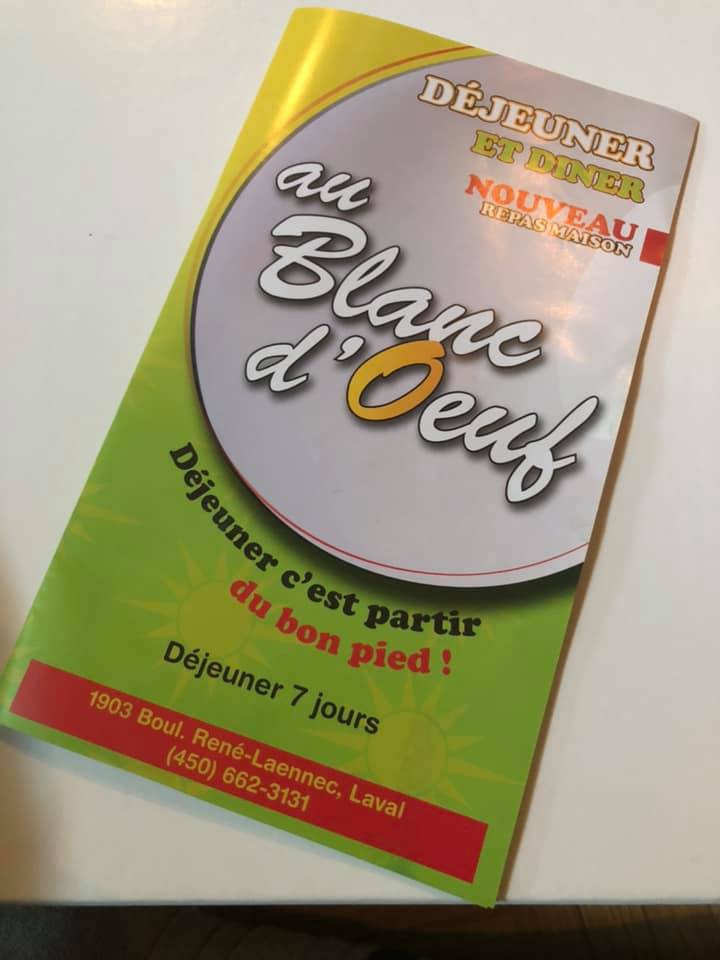 DÉJEUNER
ET DINER
NOUVEAU
REPAS MAISON
au
Blanc
d'Oeuf
Déjeuner c'est partir
du bon pied !
Déjeuner 7 jours
1903 Boul. René-Laennec, Laval
(450) 662-3131